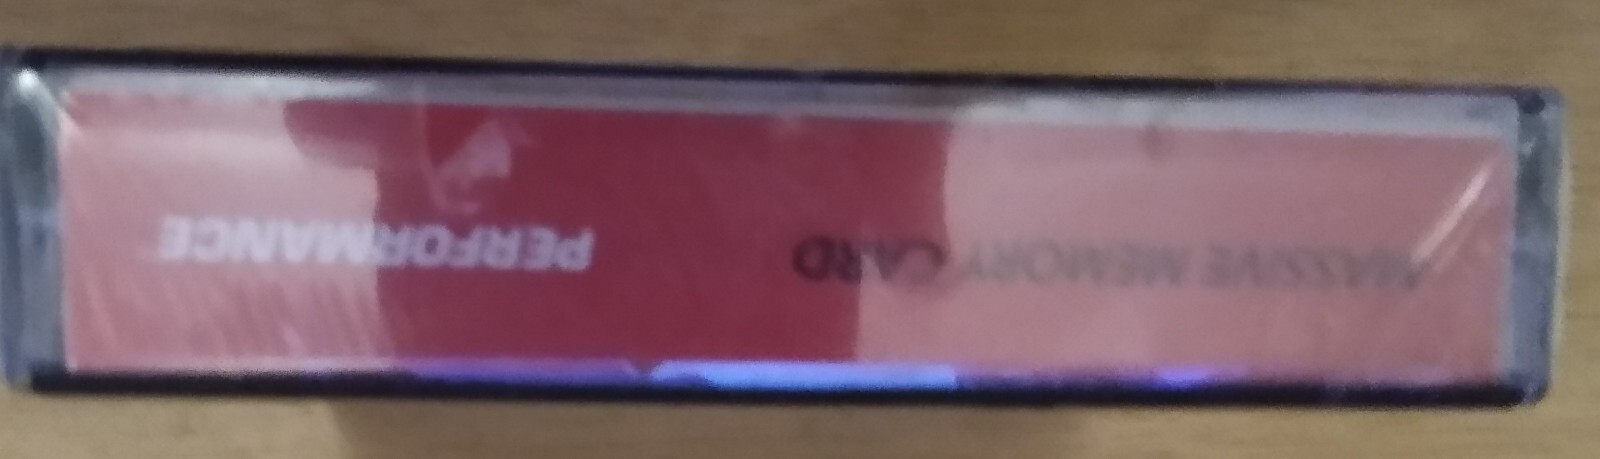 MASSIVE MEMORY CARD PERFORMANCE